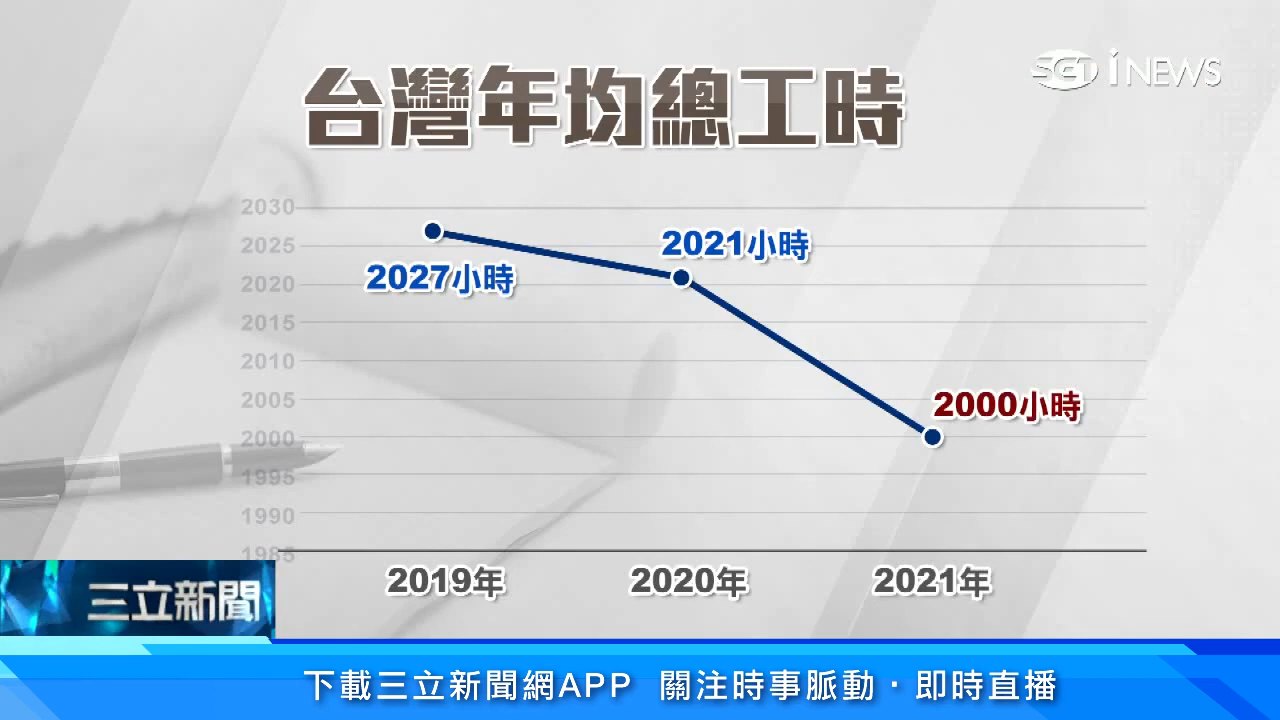 台灣年均總工時
SET iNEWS
2030
2025
2020
2015
2010
2005
2000
1995
1990
1985
2027小時
2021小時
2000小時
2019年
2020年
2021年
三立新聞
下載三立新聞網APP 關注時事脈動・即時直播